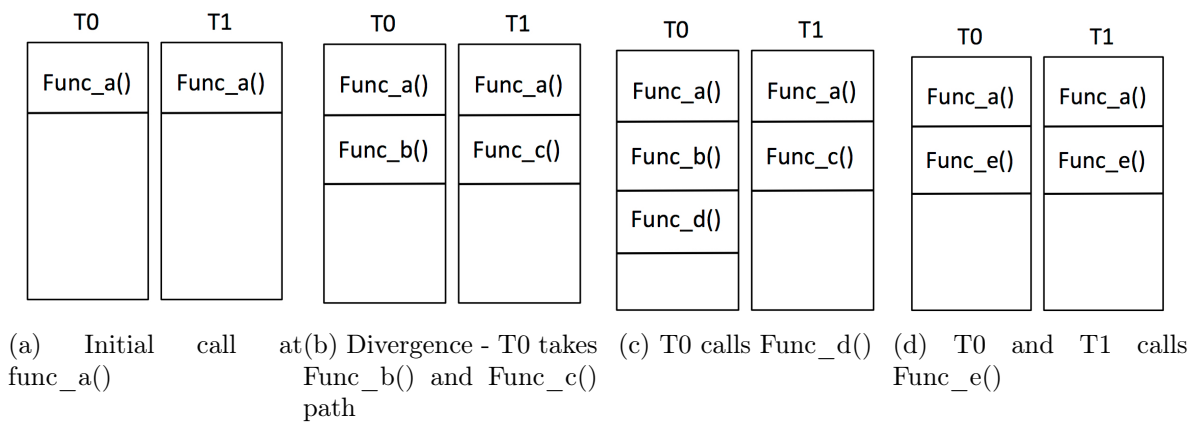 T0 T1
Func_a() Func_a()
(a) Initial call at
func_a()
T0 T1
Func_a() Func_a()
Func_b() Func_c()
(b) Divergence - T0 takes
Func_b() and Func_c()
path
T0 T1
Func_a() Func_a()
Func_b() Func_c()
Func_d()
(c) T0 calls Func_d()
T0 T1
Func_a() Func_a()
Func_e() Func_e()
(d) T0 and T1 calls
Func_e()